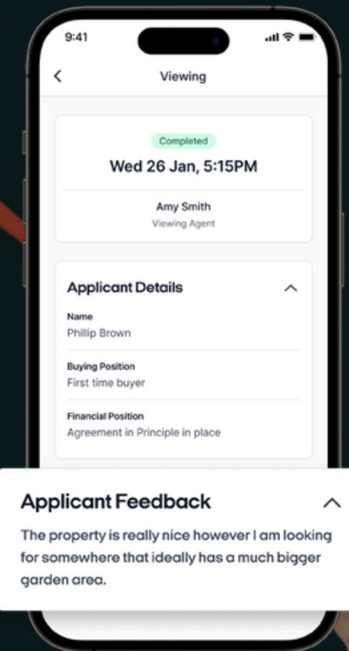 9:41
Viewing
Completed
Wed 26 Jan, 5:15PM
Amy Smith
Viewing Agent
Applicant Details
Name
Phillip Brown
Buying Position
First time buyer
Financial Position
Agreement in Principle in place
Applicant Feedback
The property is really nice however I am looking
for somewhere that ideally has a much bigger
garden area.